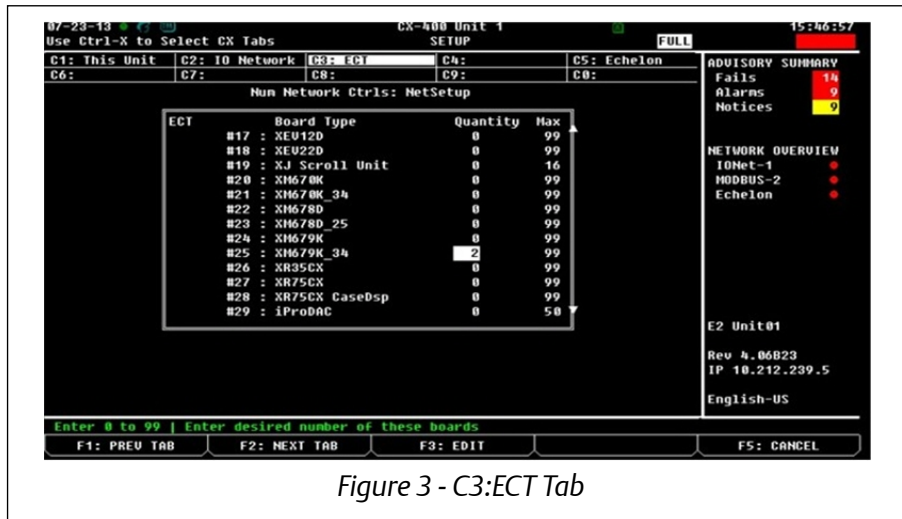 07-23-13 CX-400 Unit 1 15:46:57
Use Ctrl-X to Select CX Tabs SETUP FULL
C1: This Unit C2: IO Network C3: ECT C4: C5: Echelon
C6: C7: C8: C9: C0:
Num Network Ctrls: NetSetup
ECT Board Type Quantity Max
#17 : XEV12D 0 99
#18 : XEV22D 0 99
#19 : XJ Scroll Unit 0 16
#20 : XM670K 0 99
#21 : XM670K_34 0 99
#22 : XM678D 0 99
#23 : XM678D_25 0 99
#24 : XM679K 0 99
#25 : XM679K_34 2 99
#26 : XR35CX 0 99
#27 : XR75CX 0 99
#28 : XR75CX CaseDsp 0 99
#29 : iProDAC 0 50
ADVISORY SUMMARY
Fails 14
Alarms 9
Notices 9
NETWORK OVERVIEW
IONet-1
MODBUS-2
Echelon
E2 Unit01
Rev 4.06B23
IP 10.212.239.5
English-US
Enter 0 to 99 | Enter desired number of these boards
F1: PREV TAB F2: NEXT TAB F3: EDIT F5: CANCEL
Figure 3 - C3:ECT Tab